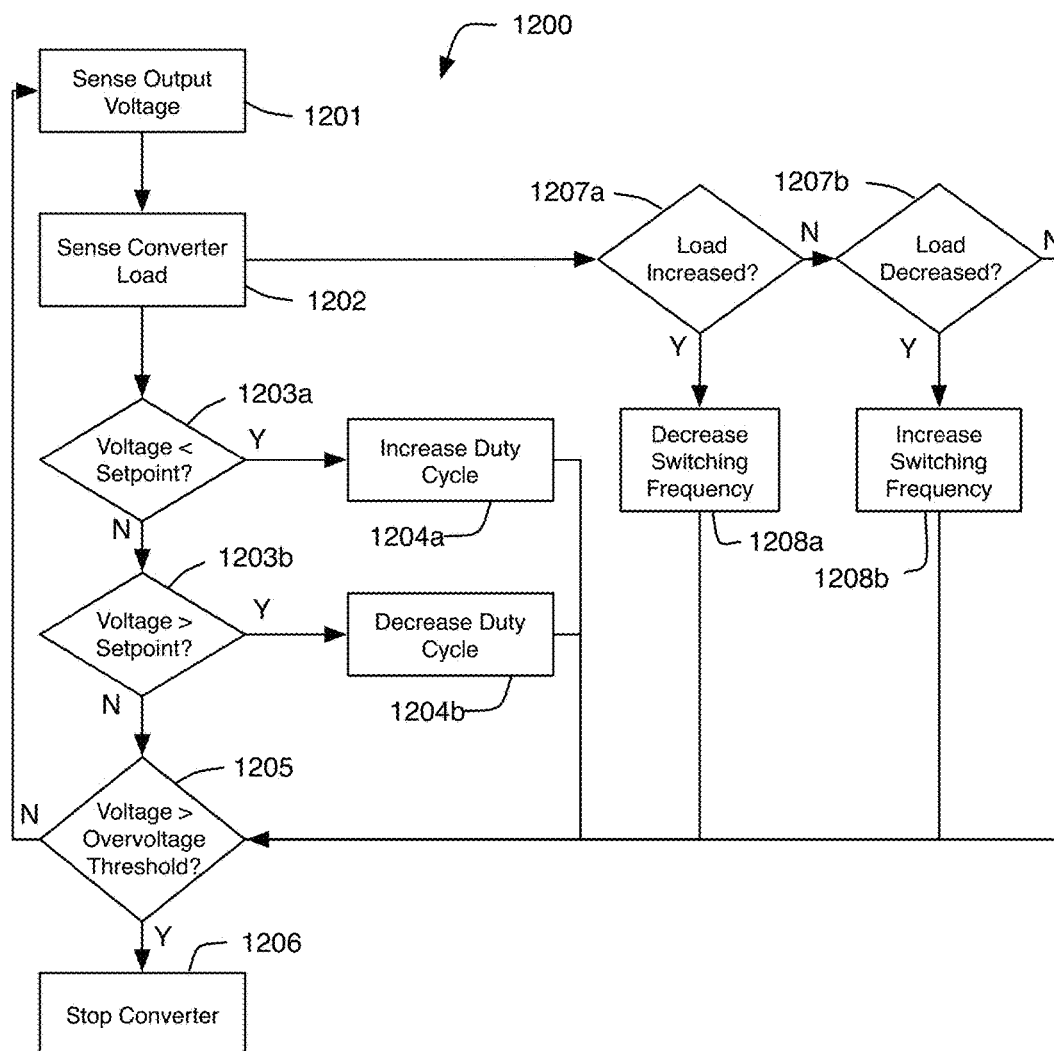 1200
Sense Output
Voltage
1201
1207a
1207b
Sense Converter
Load
1202
Load
Increased?
N
Load
Decreased?
N
Y
Y
1203a
Voltage <
Setpoint?
Y
Increase Duty
Cycle
1204a
Decrease
Switching
Frequency
1208a
Increase
Switching
Frequency
1208b
N
1203b
Voltage >
Setpoint?
Y
Decrease Duty
Cycle
1204b
N
1205
Voltage >
Overvoltage
Threshold?
N
Y
1206
Stop Converter